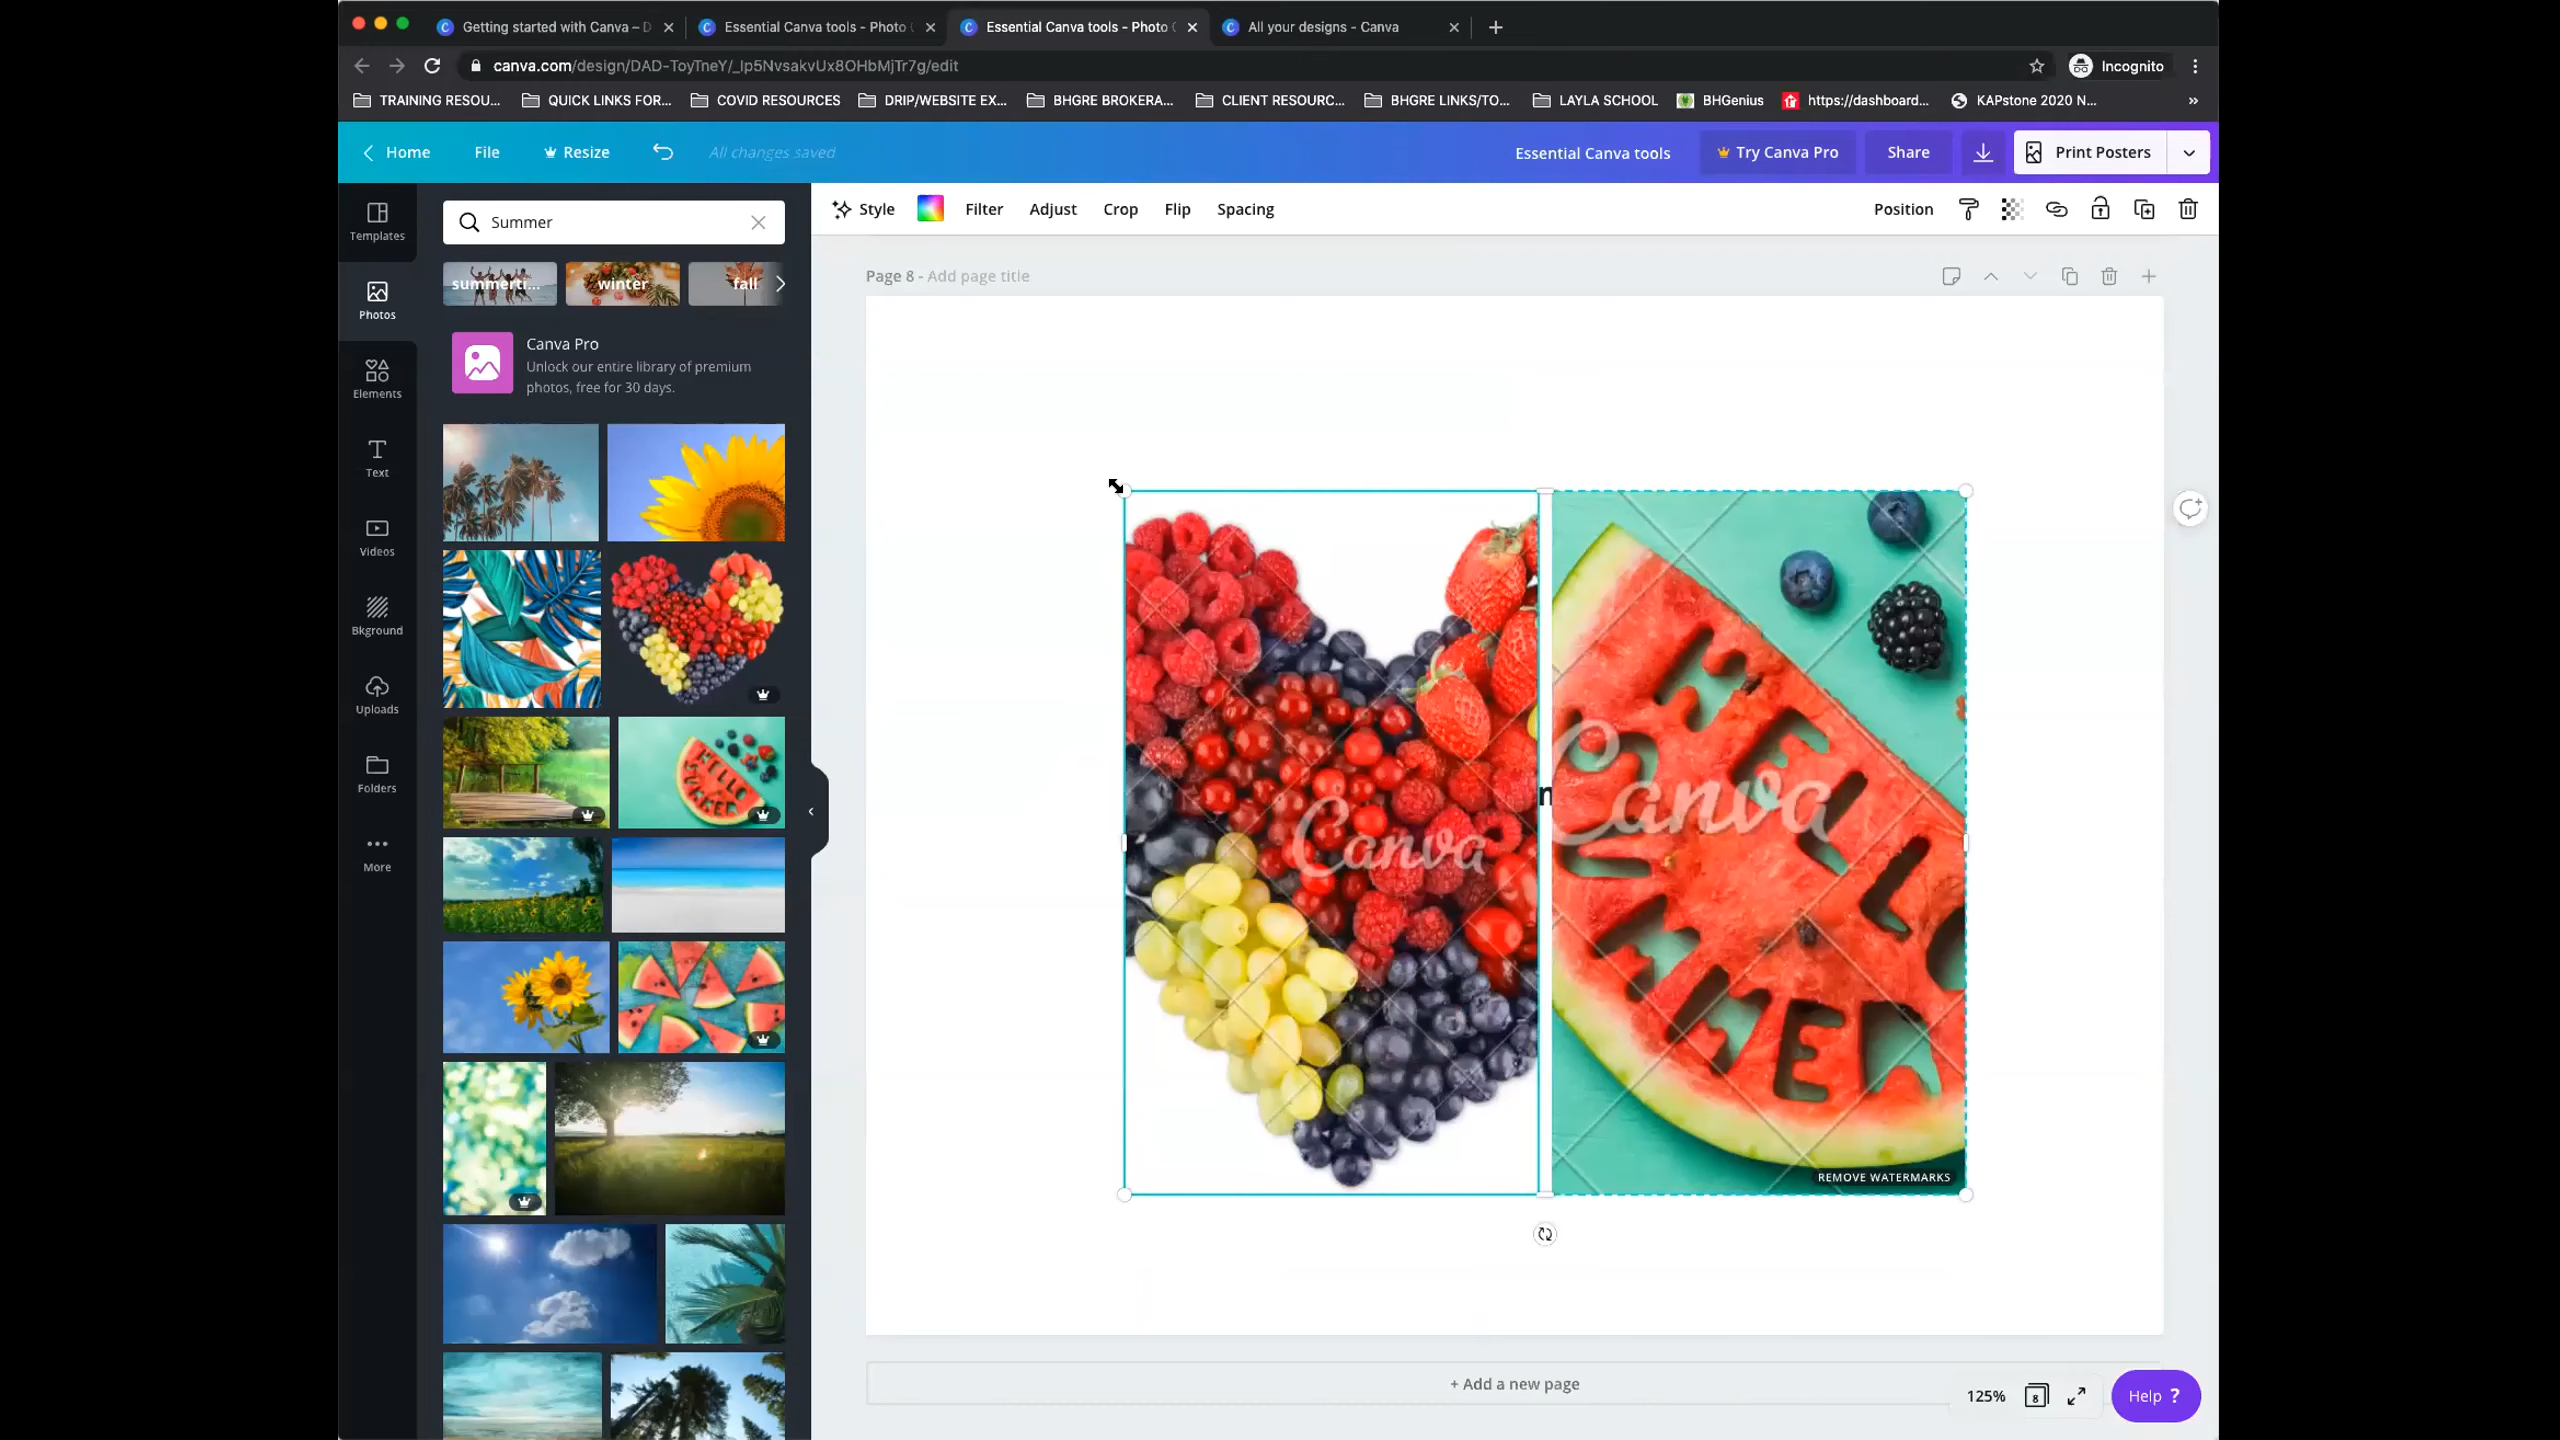 Getting started with Canva – D
Essential Canva tools - Photo
Essential Canva tools - Photo
All your designs - Canva
canva.com/design/DAD-ToyTneY/_lp5NvsakvUx8OHbMjTr7g/edit
Incognito
TRAINING RESOU...
QUICK LINKS FOR...
COVID RESOURCES
DRIP/WEBSITE EX...
BHGRE BROKERA...
CLIENT RESOURC...
BHGRE LINKS/TO...
LAYLA SCHOOL
BHGenius
https://dashboard...
KAPstone 2020 N...
Home
File
Resize
All changes saved
Essential Canva tools
Try Canva Pro
Share
Print Posters
Templates
Photos
Elements
Text
Videos
Bkground
Uploads
Folders
More
Summer
summerti...
winter
fall
Canva Pro
Unlock our entire library of premium
photos, free for 30 days.
Style
Filter
Adjust
Crop
Flip
Spacing
Position
Page 8 - Add page title
Canva
Canva
HELLO
REMOVE WATERMARKS
+ Add a new page
125%
8
Help ?